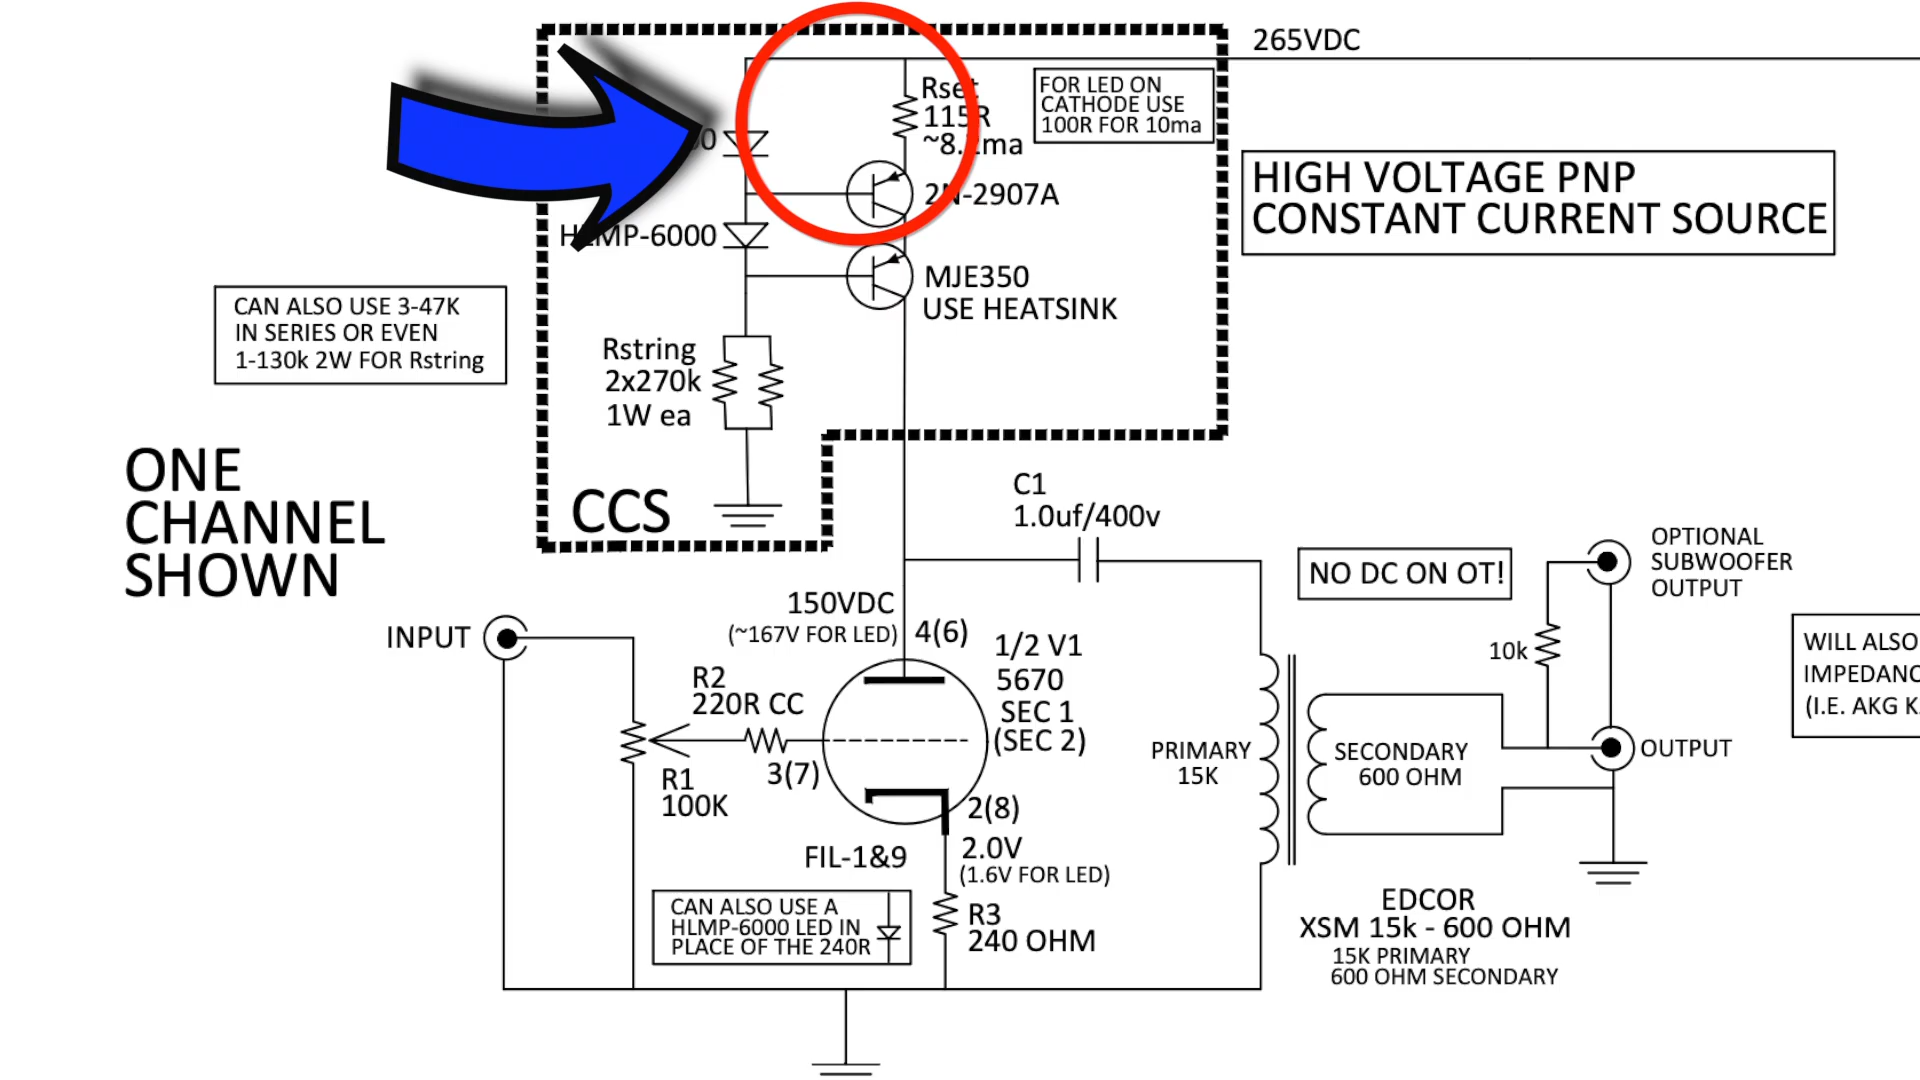 265VDC
Rset
115R
~8.2ma
FOR LED ON
CATHODE USE
100R FOR 10ma
HIGH VOLTAGE PNP
CONSTANT CURRENT SOURCE
2N-2907A
HLMP-6000
MJE350
USE HEATSINK
CAN ALSO USE 3-47K
IN SERIES OR EVEN
1-130k 2W FOR Rstring
Rstring
2x270k
1W ea
ONE
CHANNEL
SHOWN
CCS
C1
1.0uf/400v
NO DC ON OT!
OPTIONAL
SUBWOOFER
OUTPUT
150VDC
(~167V FOR LED)
4(6)
INPUT
1/2 V1
5670
SEC 1
(SEC 2)
10k
WILL ALSO
(I.E. AKG
R2
220R CC
3(7)
R1
100K
PRIMARY
15K
SECONDARY
600 OHM
OUTPUT
2(8)
2.0V
(1.6V FOR LED)
FIL-1&9
R3
240 OHM
CAN ALSO USE A
HLMP-6000 LED IN
PLACE OF THE 240R
EDCOR
XSM 15k - 600 OHM
15K PRIMARY
600 OHM SECONDARY